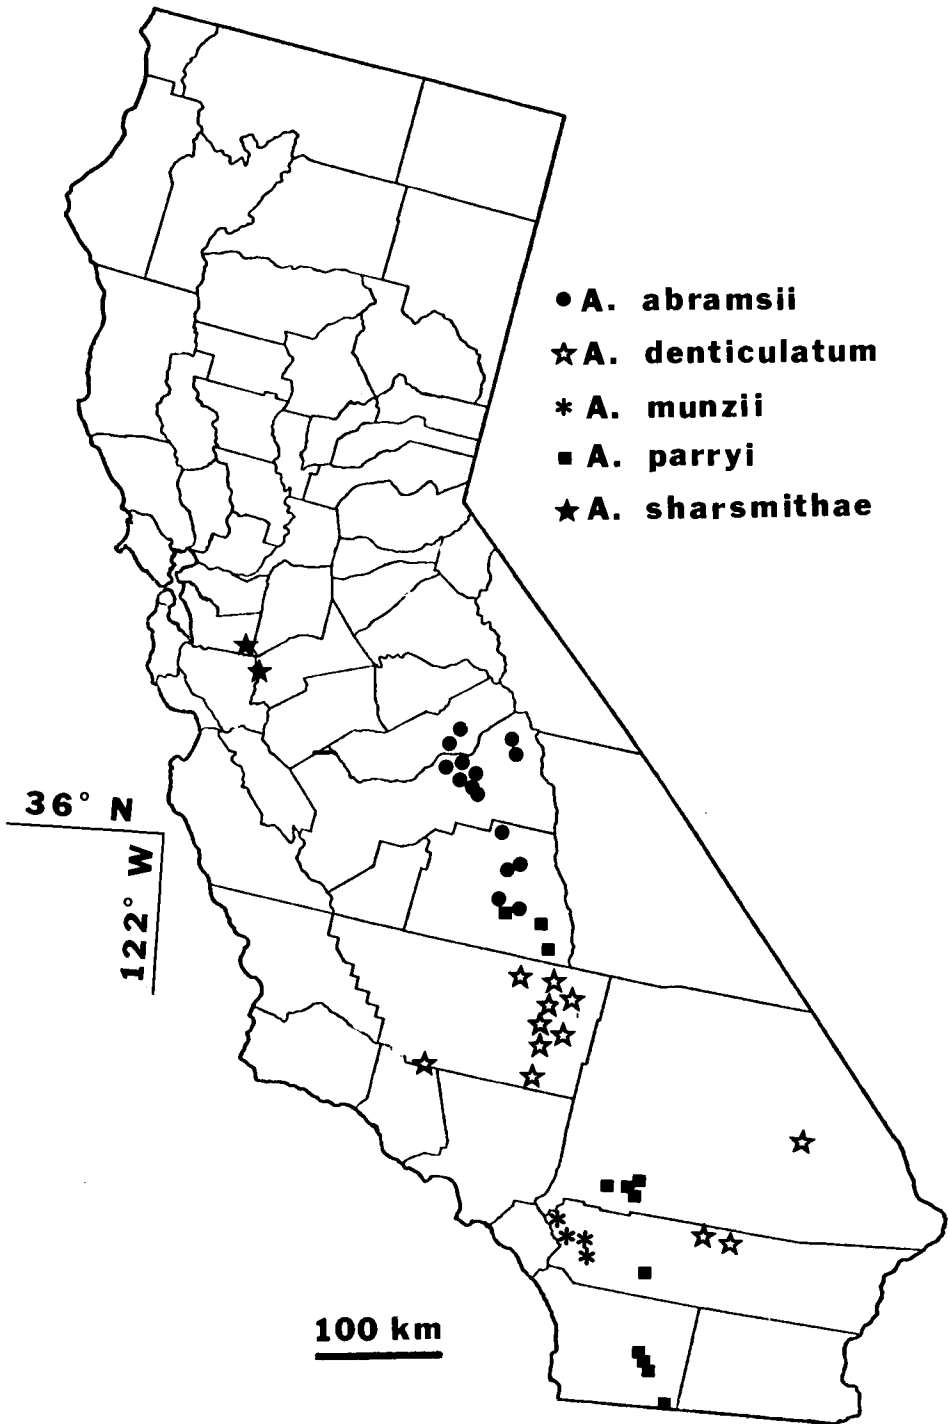 A. abramsii
A. denticulatum
A. munzii
A. parryi
A. sharsmithae
36° N
122° W
100 km